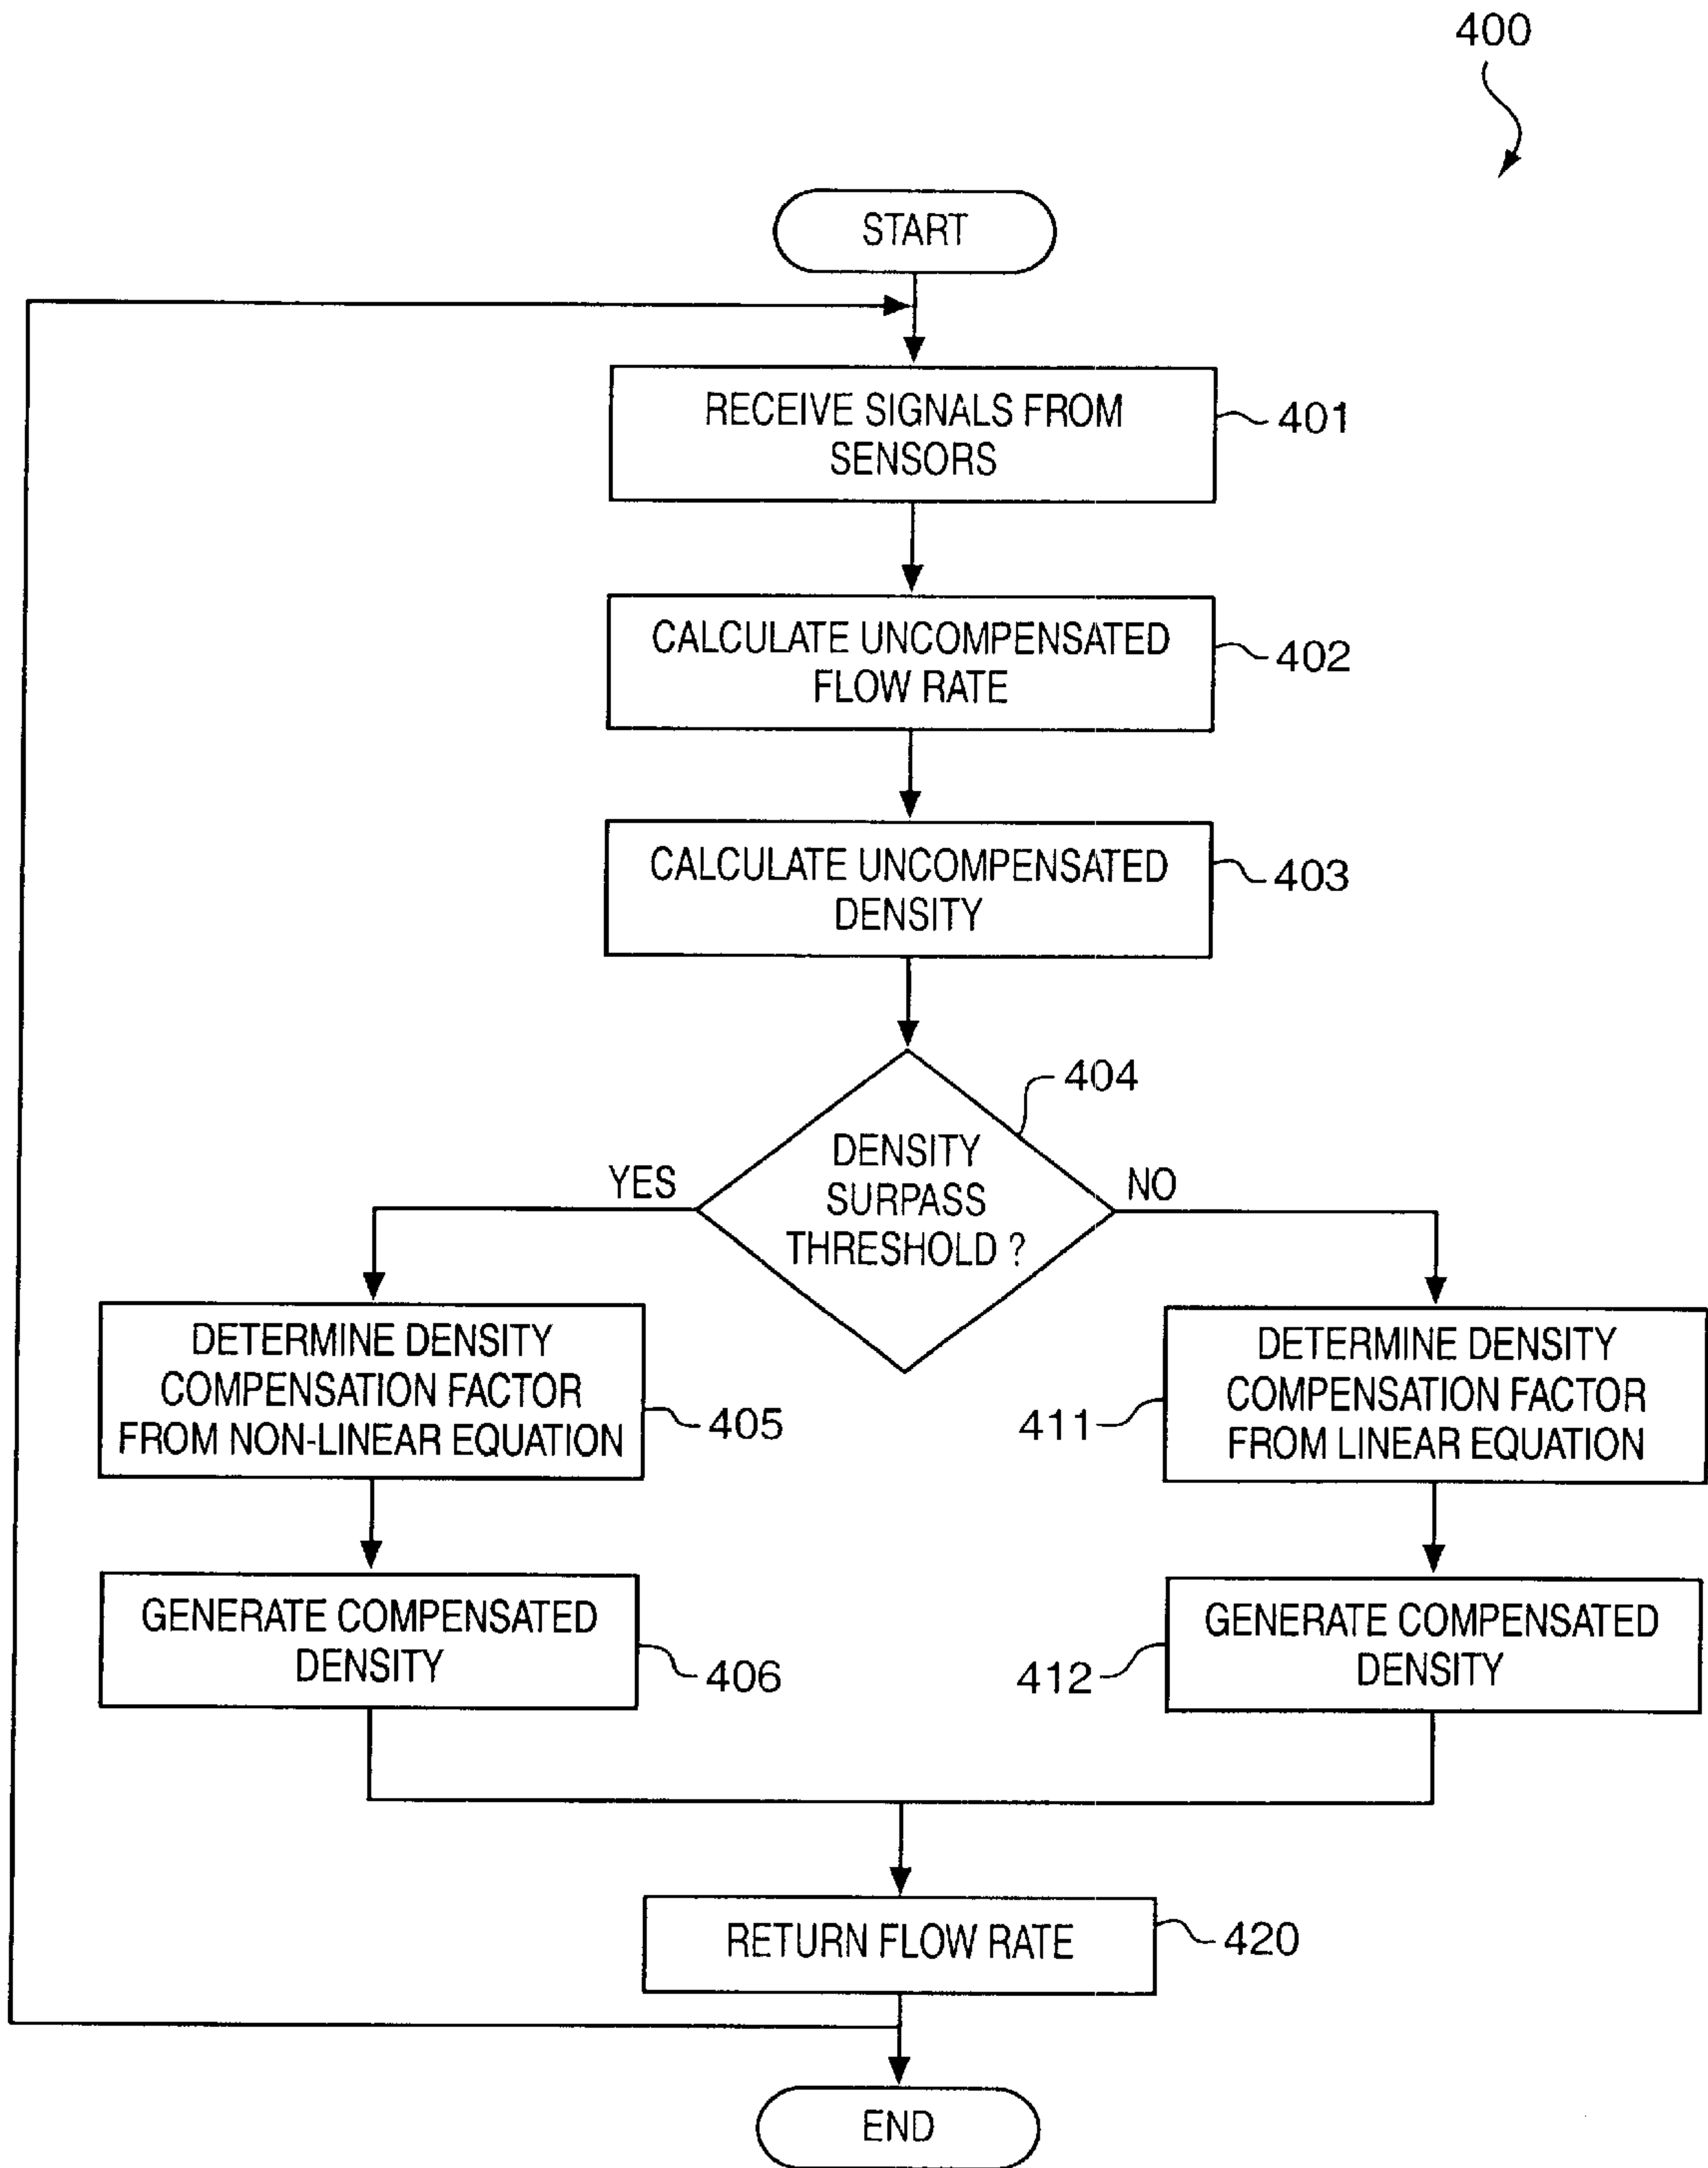 400
START
RECEIVE SIGNALS FROM
SENSORS
401
CALCULATE UNCOMPENSATED
FLOW RATE
402
CALCULATE UNCOMPENSATED
DENSITY
403
404
DENSITY
SURPASS
THRESHOLD ?
YES
NO
DETERMINE DENSITY
COMPENSATION FACTOR
FROM NON-LINEAR EQUATION
405
411
DETERMINE DENSITY
COMPENSATION FACTOR
FROM LINEAR EQUATION
GENERATE COMPENSATED
DENSITY
406
412
GENERATE COMPENSATED
DENSITY
RETURN FLOW RATE
420
END